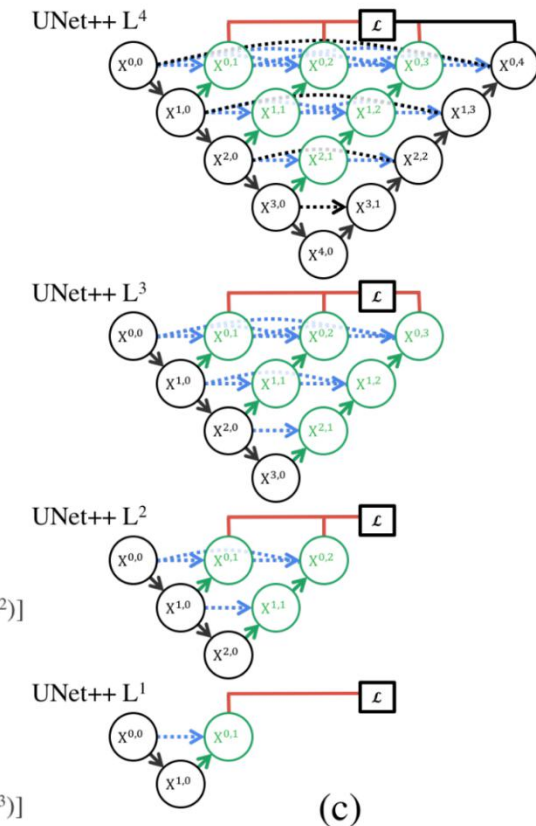 UNet++ L⁴
ℒ
X⁰,⁰ X⁰,¹ X⁰,² X⁰,³ X⁰,⁴
X¹,⁰ X¹,¹ X¹,² X¹,³
X²,⁰ X²,¹ X²,²
X³,⁰ X³,¹
X⁴,⁰
UNet++ L³
ℒ
X⁰,⁰ X⁰,¹ X⁰,² X⁰,³
X¹,⁰ X¹,¹ X¹,²
X²,⁰ X²,¹
X³,⁰
UNet++ L²
ℒ
X⁰,⁰ X⁰,¹ X⁰,²
X¹,⁰ X¹,¹
²)]
X²,⁰
UNet++ L¹
ℒ
X⁰,⁰ X⁰,¹
X¹,⁰
³)]
(c)